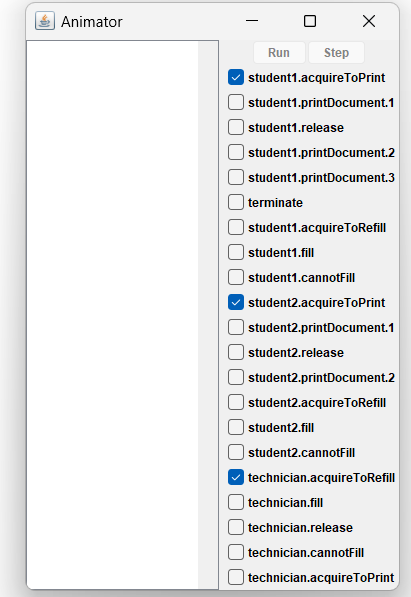 Animator
Run Step
student1.acquireToPrint
student1.printDocument.1
student1.release
student1.printDocument.2
student1.printDocument.3
terminate
student1.acquireToRefill
student1.fill
student1.cannotFill
student2.acquireToPrint
student2.printDocument.1
student2.release
student2.printDocument.2
student2.acquireToRefill
student2.fill
student2.cannotFill
technician.acquireToRefill
technician.fill
technician.release
technician.cannotFill
technician.acquireToPrint